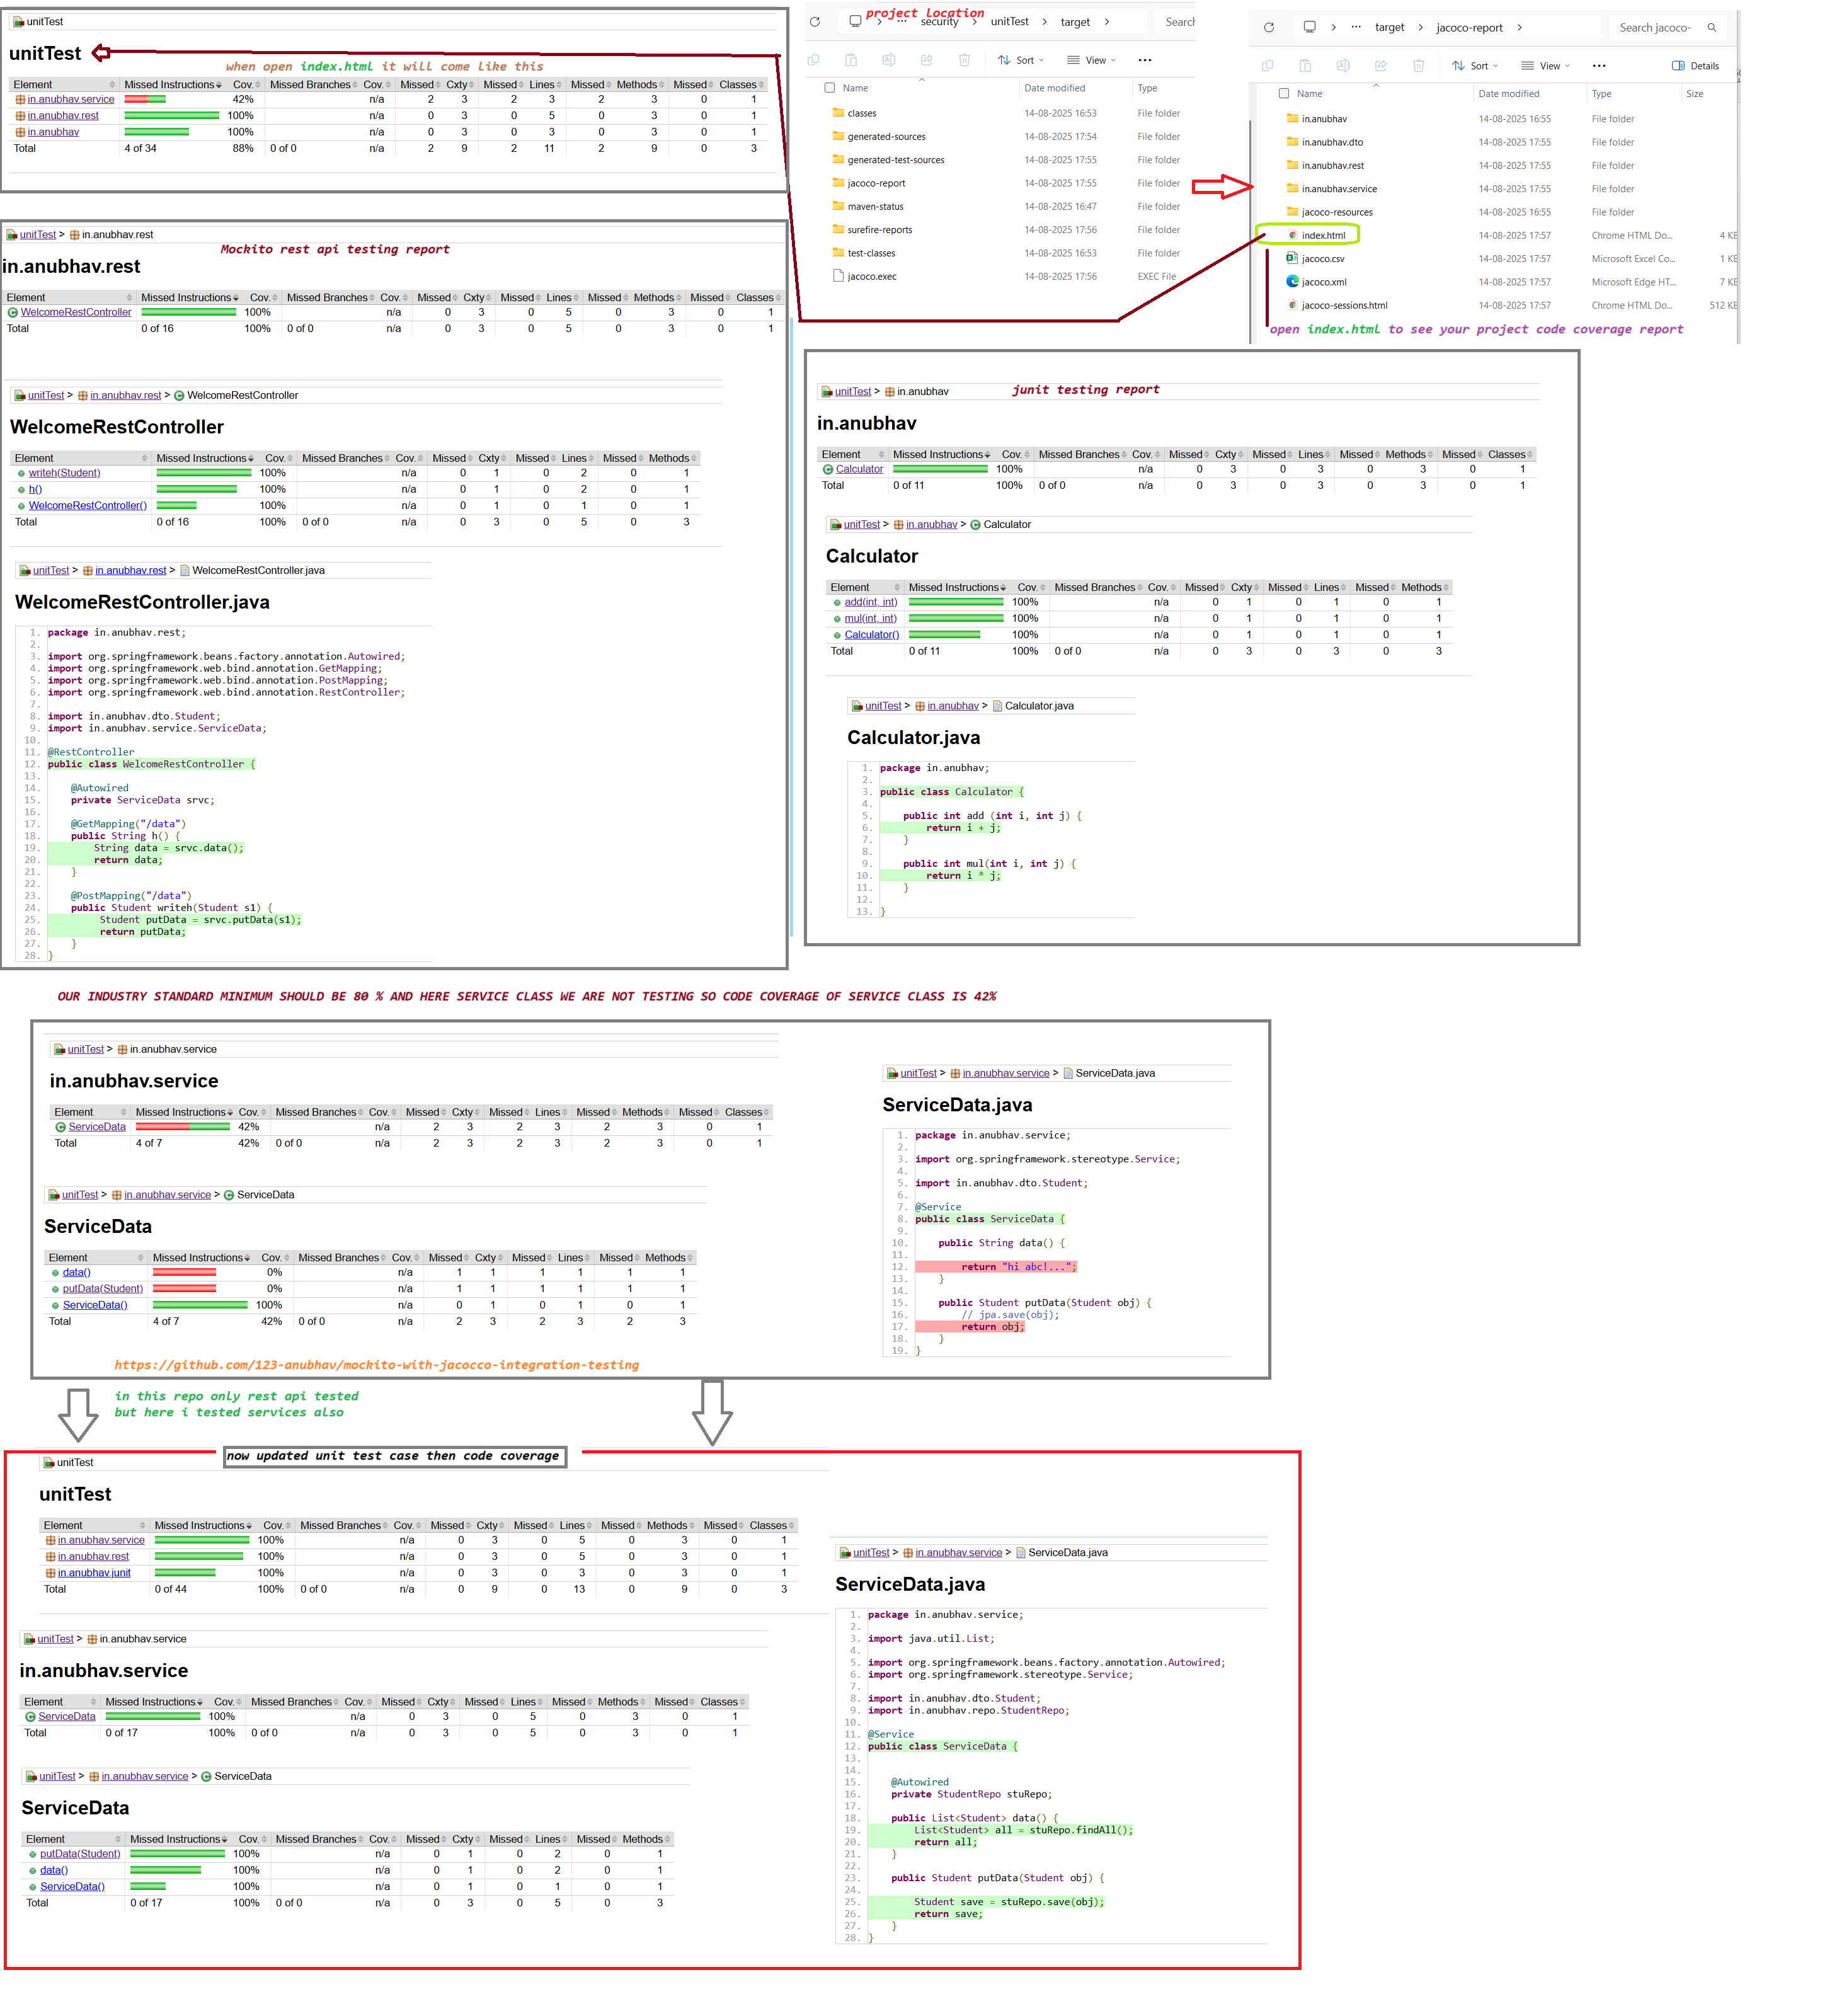 unitTest
unitTest
when open index.html it will come like this
Element Missed Instructions Cov. Missed Branches Cov. Missed Cxty Missed Lines Missed Methods Missed Classes
in.anubhav.service 42% n/a 2 3 2 3 2 3 0 1
in.anubhav.rest 100% n/a 0 3 0 5 0 3 0 1
in.anubhav 100% n/a 0 3 0 3 0 3 0 1
Total 4 of 34 88% 0 of 0 n/a 2 9 2 11 2 9 0 3
project location
> ··· security > unitTest > target > Search
Sort View ···
Name Date modified Type
classes 14-08-2025 16:53 File folder
generated-sources 14-08-2025 17:54 File folder
generated-test-sources 14-08-2025 17:55 File folder
jacoco-report 14-08-2025 17:55 File folder
maven-status 14-08-2025 16:47 File folder
surefire-reports 14-08-2025 17:56 File folder
test-classes 14-08-2025 16:53 File folder
jacoco.exec 14-08-2025 17:56 EXEC File
> ··· target > jacoco-report > Search jacoco-
Sort View ··· Details
Name Date modified Type Size
in.anubhav 14-08-2025 16:55 File folder
in.anubhav.dto 14-08-2025 17:55 File folder
in.anubhav.rest 14-08-2025 17:55 File folder
in.anubhav.service 14-08-2025 17:55 File folder
jacoco-resources 14-08-2025 16:55 File folder
index.html 14-08-2025 17:57 Chrome HTML Do... 4 KB
jacoco.csv 14-08-2025 17:57 Microsoft Excel Co... 1 KB
jacoco.xml 14-08-2025 17:57 Microsoft Edge HT... 7 KB
jacoco-sessions.html 14-08-2025 17:57 Chrome HTML Do... 512 KB
open index.html to see your project code coverage report
unitTest > in.anubhav.rest
Mockito rest api testing report
in.anubhav.rest
Element Missed Instructions Cov. Missed Branches Cov. Missed Cxty Missed Lines Missed Methods Missed Classes
WelcomeRestController 100% n/a 0 3 0 5 0 3 0 1
Total 0 of 16 100% 0 of 0 n/a 0 3 0 5 0 3 0 1
unitTest > in.anubhav.rest > WelcomeRestController
WelcomeRestController
Element Missed Instructions Cov. Missed Branches Cov. Missed Cxty Missed Lines Missed Methods
writeh(Student) 100% n/a 0 1 0 2 0 1
h() 100% n/a 0 1 0 2 0 1
WelcomeRestController() 100% n/a 0 1 0 1 0 1
Total 0 of 16 100% 0 of 0 n/a 0 3 0 5 0 3
unitTest > in.anubhav.rest > WelcomeRestController.java
WelcomeRestController.java
1. package in.anubhav.rest;
2.
3. import org.springframework.beans.factory.annotation.Autowired;
4. import org.springframework.web.bind.annotation.GetMapping;
5. import org.springframework.web.bind.annotation.PostMapping;
6. import org.springframework.web.bind.annotation.RestController;
7.
8. import in.anubhav.dto.Student;
9. import in.anubhav.service.ServiceData;
10.
11. @RestController
12. public class WelcomeRestController {
13.
14. @Autowired
15. private ServiceData srvc;
16.
17. @GetMapping("/data")
18. public String h() {
19. String data = srvc.data();
20. return data;
21. }
22.
23. @PostMapping("/data")
24. public Student writeh(Student s1) {
25. Student putData = srvc.putData(s1);
26. return putData;
27. }
28. }
unitTest > in.anubhav
junit testing report
in.anubhav
Element Missed Instructions Cov. Missed Branches Cov. Missed Cxty Missed Lines Missed Methods Missed Classes
Calculator 100% n/a 0 3 0 3 0 3 0 1
Total 0 of 11 100% 0 of 0 n/a 0 3 0 3 0 3 0 1
unitTest > in.anubhav > Calculator
Calculator
Element Missed Instructions Cov. Missed Branches Cov. Missed Cxty Missed Lines Missed Methods
add(int, int) 100% n/a 0 1 0 1 0 1
mul(int, int) 100% n/a 0 1 0 1 0 1
Calculator() 100% n/a 0 1 0 1 0 1
Total 0 of 11 100% 0 of 0 n/a 0 3 0 3 0 3
unitTest > in.anubhav > Calculator.java
Calculator.java
1. package in.anubhav;
2.
3. public class Calculator {
4.
5. public int add (int i, int j) {
6. return i + j;
7. }
8.
9. public int mul(int i, int j) {
10. return i * j;
11. }
12.
13. }
OUR INDUSTRY STANDARD MINIMUM SHOULD BE 80 % AND HERE SERVICE CLASS WE ARE NOT TESTING SO CODE COVERAGE OF SERVICE CLASS IS 42%
unitTest > in.anubhav.service
in.anubhav.service
Element Missed Instructions Cov. Missed Branches Cov. Missed Cxty Missed Lines Missed Methods Missed Classes
ServiceData 42% n/a 2 3 2 3 2 3 0 1
Total 4 of 7 42% 0 of 0 n/a 2 3 2 3 2 3 0 1
unitTest > in.anubhav.service > ServiceData
ServiceData
Element Missed Instructions Cov. Missed Branches Cov. Missed Cxty Missed Lines Missed Methods
data() 0% n/a 1 1 1 1 1 1
putData(Student) 0% n/a 1 1 1 1 1 1
ServiceData() 100% n/a 0 1 0 1 0 1
Total 4 of 7 42% 0 of 0 n/a 2 3 2 3 2 3
unitTest > in.anubhav.service > ServiceData.java
ServiceData.java
1. package in.anubhav.service;
2.
3. import org.springframework.stereotype.Service;
4.
5. import in.anubhav.dto.Student;
6.
7. @Service
8. public class ServiceData {
9.
10. public String data() {
11.
12. return "hi abc!...";
13. }
14.
15. public Student putData(Student obj) {
16. // jpa.save(obj);
17. return obj;
18. }
19. }
https://github.com/123-anubhav/mockito-with-jacocco-integration-testing
in this repo only rest api tested
but here i tested services also
now updated unit test case then code coverage
unitTest
unitTest
Element Missed Instructions Cov. Missed Branches Cov. Missed Cxty Missed Lines Missed Methods Missed Classes
in.anubhav.service 100% n/a 0 3 0 5 0 3 0 1
in.anubhav.rest 100% n/a 0 3 0 5 0 3 0 1
in.anubhav.junit 100% n/a 0 3 0 3 0 3 0 1
Total 0 of 44 100% 0 of 0 n/a 0 9 0 13 0 9 0 3
unitTest > in.anubhav.service
in.anubhav.service
Element Missed Instructions Cov. Missed Branches Cov. Missed Cxty Missed Lines Missed Methods Missed Classes
ServiceData 100% n/a 0 3 0 5 0 3 0 1
Total 0 of 17 100% 0 of 0 n/a 0 3 0 5 0 3 0 1
unitTest > in.anubhav.service > ServiceData
ServiceData
Element Missed Instructions Cov. Missed Branches Cov. Missed Cxty Missed Lines Missed Methods
putData(Student) 100% n/a 0 1 0 2 0 1
data() 100% n/a 0 1 0 2 0 1
ServiceData() 100% n/a 0 1 0 1 0 1
Total 0 of 17 100% 0 of 0 n/a 0 3 0 5 0 3
unitTest > in.anubhav.service > ServiceData.java
ServiceData.java
1. package in.anubhav.service;
2.
3. import java.util.List;
4.
5. import org.springframework.beans.factory.annotation.Autowired;
6. import org.springframework.stereotype.Service;
7.
8. import in.anubhav.dto.Student;
9. import in.anubhav.repo.StudentRepo;
10.
11. @Service
12. public class ServiceData {
13.
14.
15. @Autowired
16. private StudentRepo stuRepo;
17.
18. public List<Student> data() {
19. List<Student> all = stuRepo.findAll();
20. return all;
21. }
22.
23. public Student putData(Student obj) {
24.
25. Student save = stuRepo.save(obj);
26. return save;
27. }
28. }